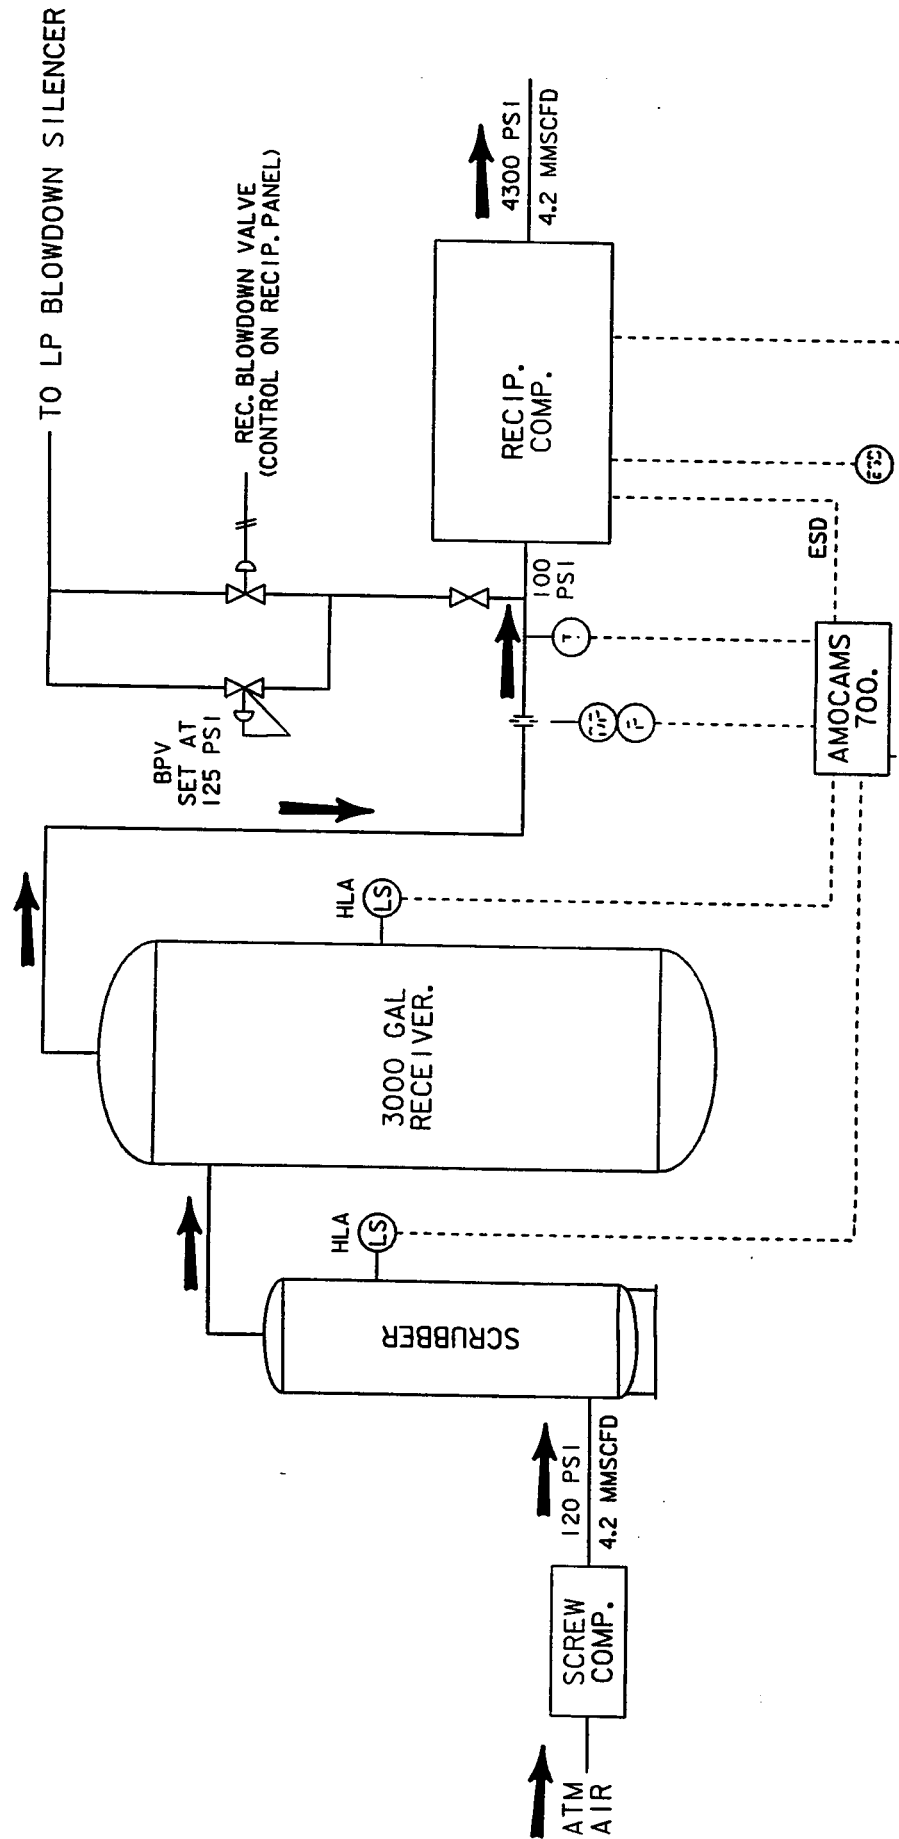 TO LP BLOWDOWN SILENCER
REC. BLOWDOWN VALVE
(CONTROL ON RECIP. PANEL)
BPV
SET AT
125 PSI
4300 PSI
4.2 MMSCFD
RECIP.
COMP.
100
PSI
ESD
AMOCAMS
700.
HLA
LS
3000 GAL
RECEIVER.
HLA
LS
SCRUBBER
120 PSI
4.2 MMSCFD
SCREW
COMP.
ATM
AIR